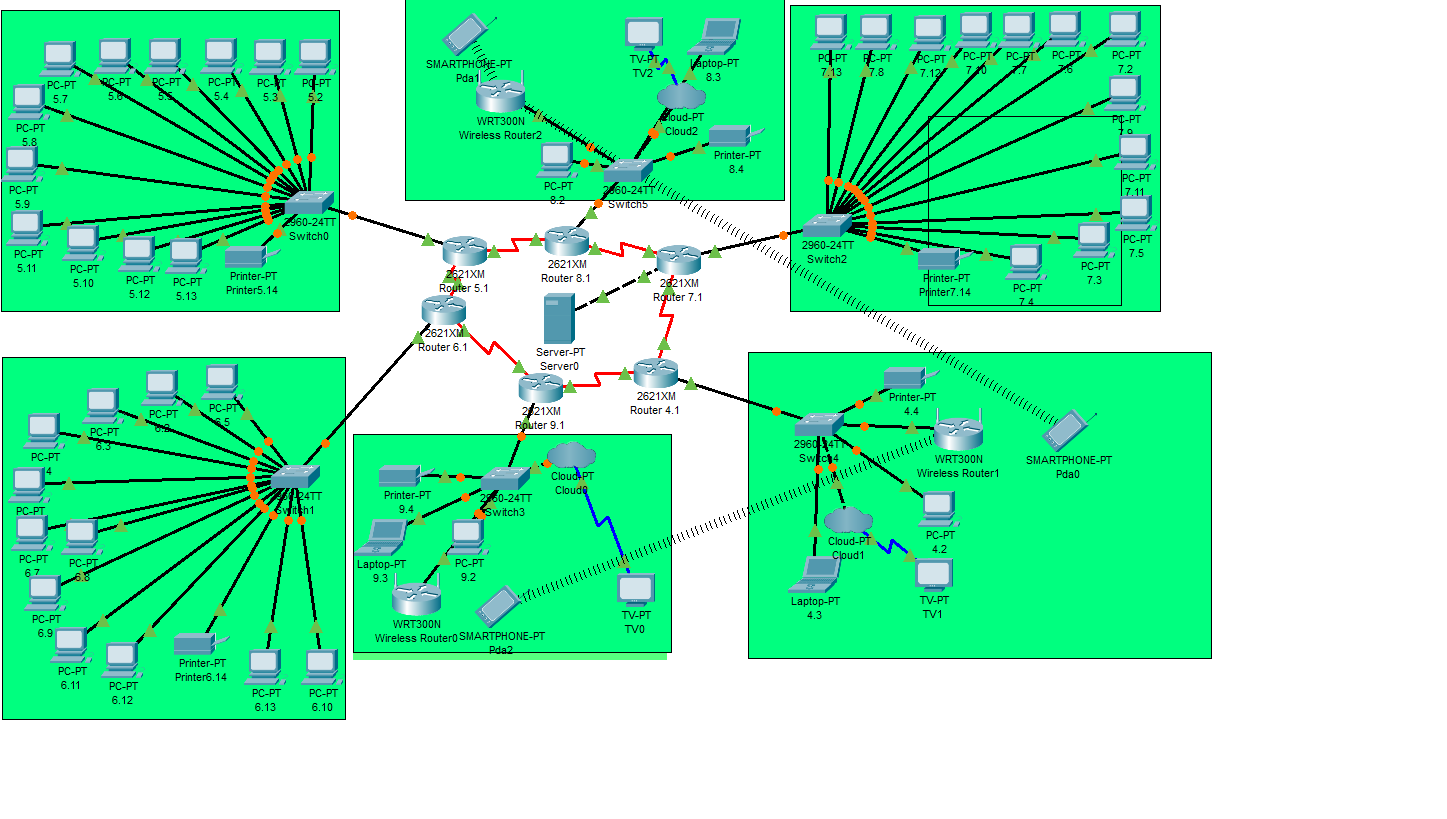 PC-PT
5.7
PC-PT
5.6
PC-PT
5.5
PC-PT
5.4
PC-PT
5.3
PC-PT
5.2
PC-PT
5.8
PC-PT
5.9
PC-PT
5.11
PC-PT
5.10
PC-PT
5.12
PC-PT
5.13
Printer-PT
Printer5.14
2960-24TT
Switch0
SMARTPHONE-PT
Pda1
WRT300N
Wireless Router2
TV-PT
TV2
Laptop-PT
8.3
Cloud-PT
Cloud2
Printer-PT
8.4
PC-PT
8.2
2960-24TT
Switch5
PC-PT
7.13
PC-PT
7.8
PC-PT
7.12
PC-PT
7.10
PC-PT
7.7
PC-PT
7.6
PC-PT
7.2
PC-PT
7.9
PC-PT
7.11
PC-PT
7.5
PC-PT
7.3
PC-PT
7.4
Printer-PT
Printer7.14
2960-24TT
Switch2
2621XM
Router 5.1
2621XM
Router 8.1
2621XM
Router 7.1
2621XM
Router 6.1
Server-PT
Server0
2621XM
Router 9.1
2621XM
Router 4.1
PC-PT
6.5
PC-PT
6.2
PC-PT
6.3
PC-PT
4
PC-PT
PC-PT
6.7
PC-PT
6.8
PC-PT
6.9
PC-PT
6.11
PC-PT
6.12
Printer-PT
Printer6.14
PC-PT
6.13
PC-PT
6.10
2960-24TT
Switch1
Printer-PT
9.4
2960-24TT
Switch3
Cloud-PT
Cloud0
Laptop-PT
9.3
PC-PT
9.2
WRT300N
Wireless Router0
SMARTPHONE-PT
Pda2
TV-PT
TV0
Printer-PT
4.4
2960-24TT
Switch4
WRT300N
Wireless Router1
SMARTPHONE-PT
Pda0
PC-PT
4.2
Cloud-PT
Cloud1
Laptop-PT
4.3
TV-PT
TV1